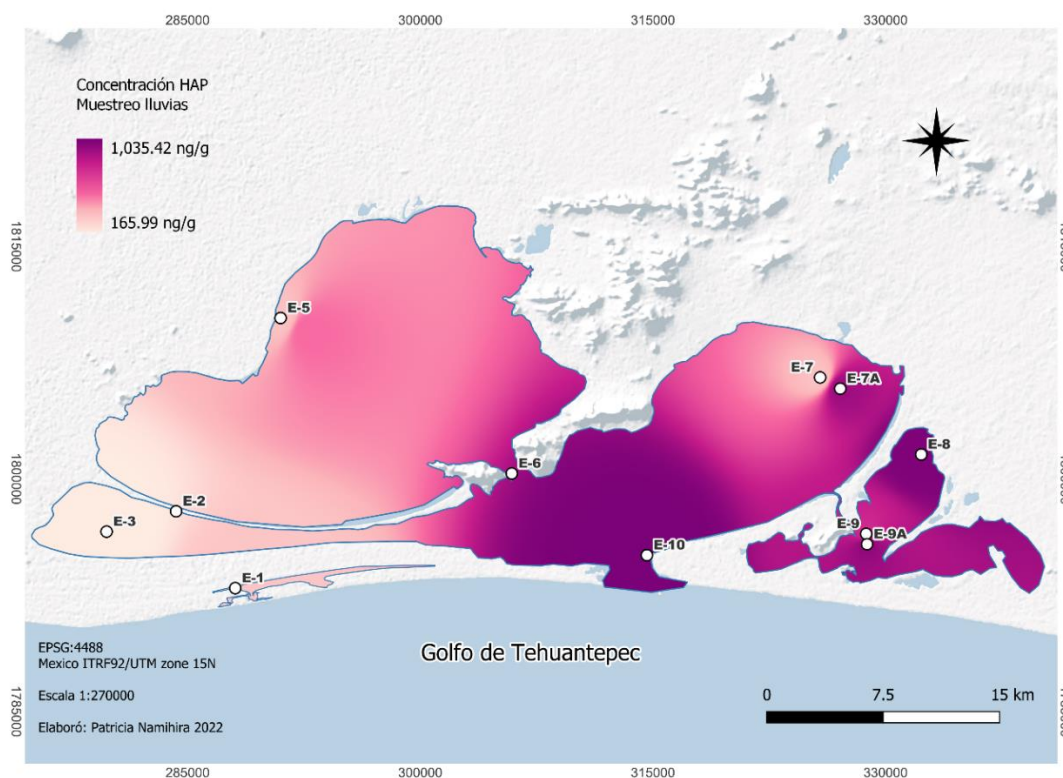 285000 300000 315000 330000
Concentración HAP
Muestreo lluvias
1,035.42 ng/g
165.99 ng/g
1815000
E-5
E-7
E-7A
E-8
1800000
E-6
E-2
E-3
E-9
E-9A
E-10
E-1
Golfo de Tehuantepec
EPSG:4488
Mexico ITRF92/UTM zone 15N
Escala 1:270000
Elaboró: Patricia Namihira 2022
0 7.5 15 km
1785000
285000 300000 315000 330000